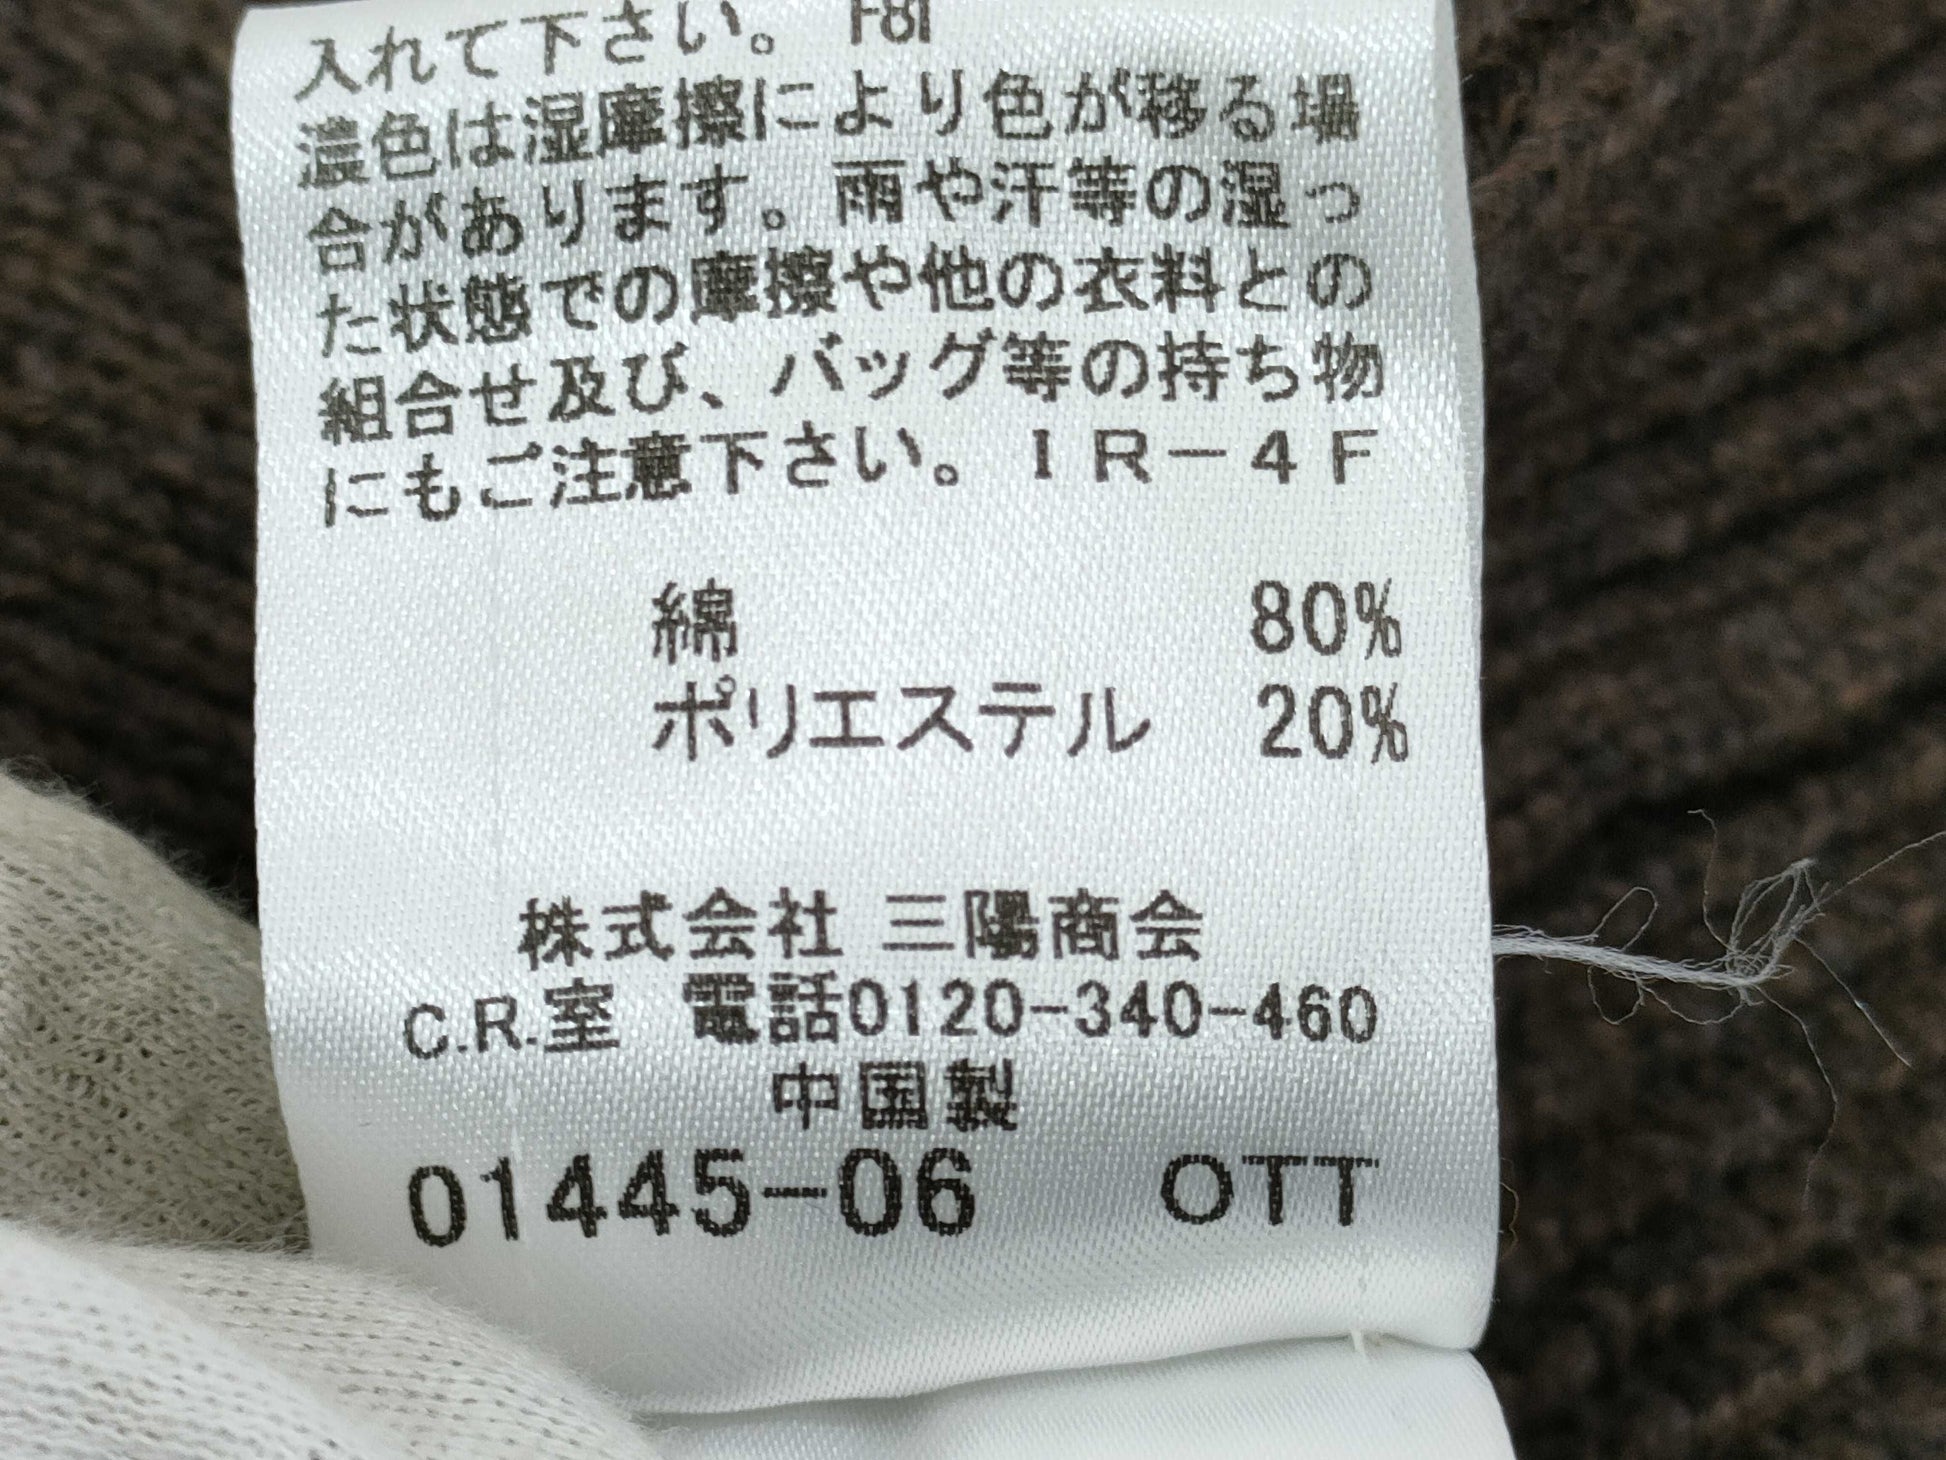 入れて下さい。 F81
濃色は湿摩擦により色が移る場
合があります。雨や汗等の湿っ
た状態での摩擦や他の衣料との
組合せ及び、バッグ等の持ち物
にもご注意下さい。IR-4F
綿 80%
ポリエステル 20%
株式会社 三陽商会
C.R.室 電話0120-340-460
中国製
01445-06 OTT